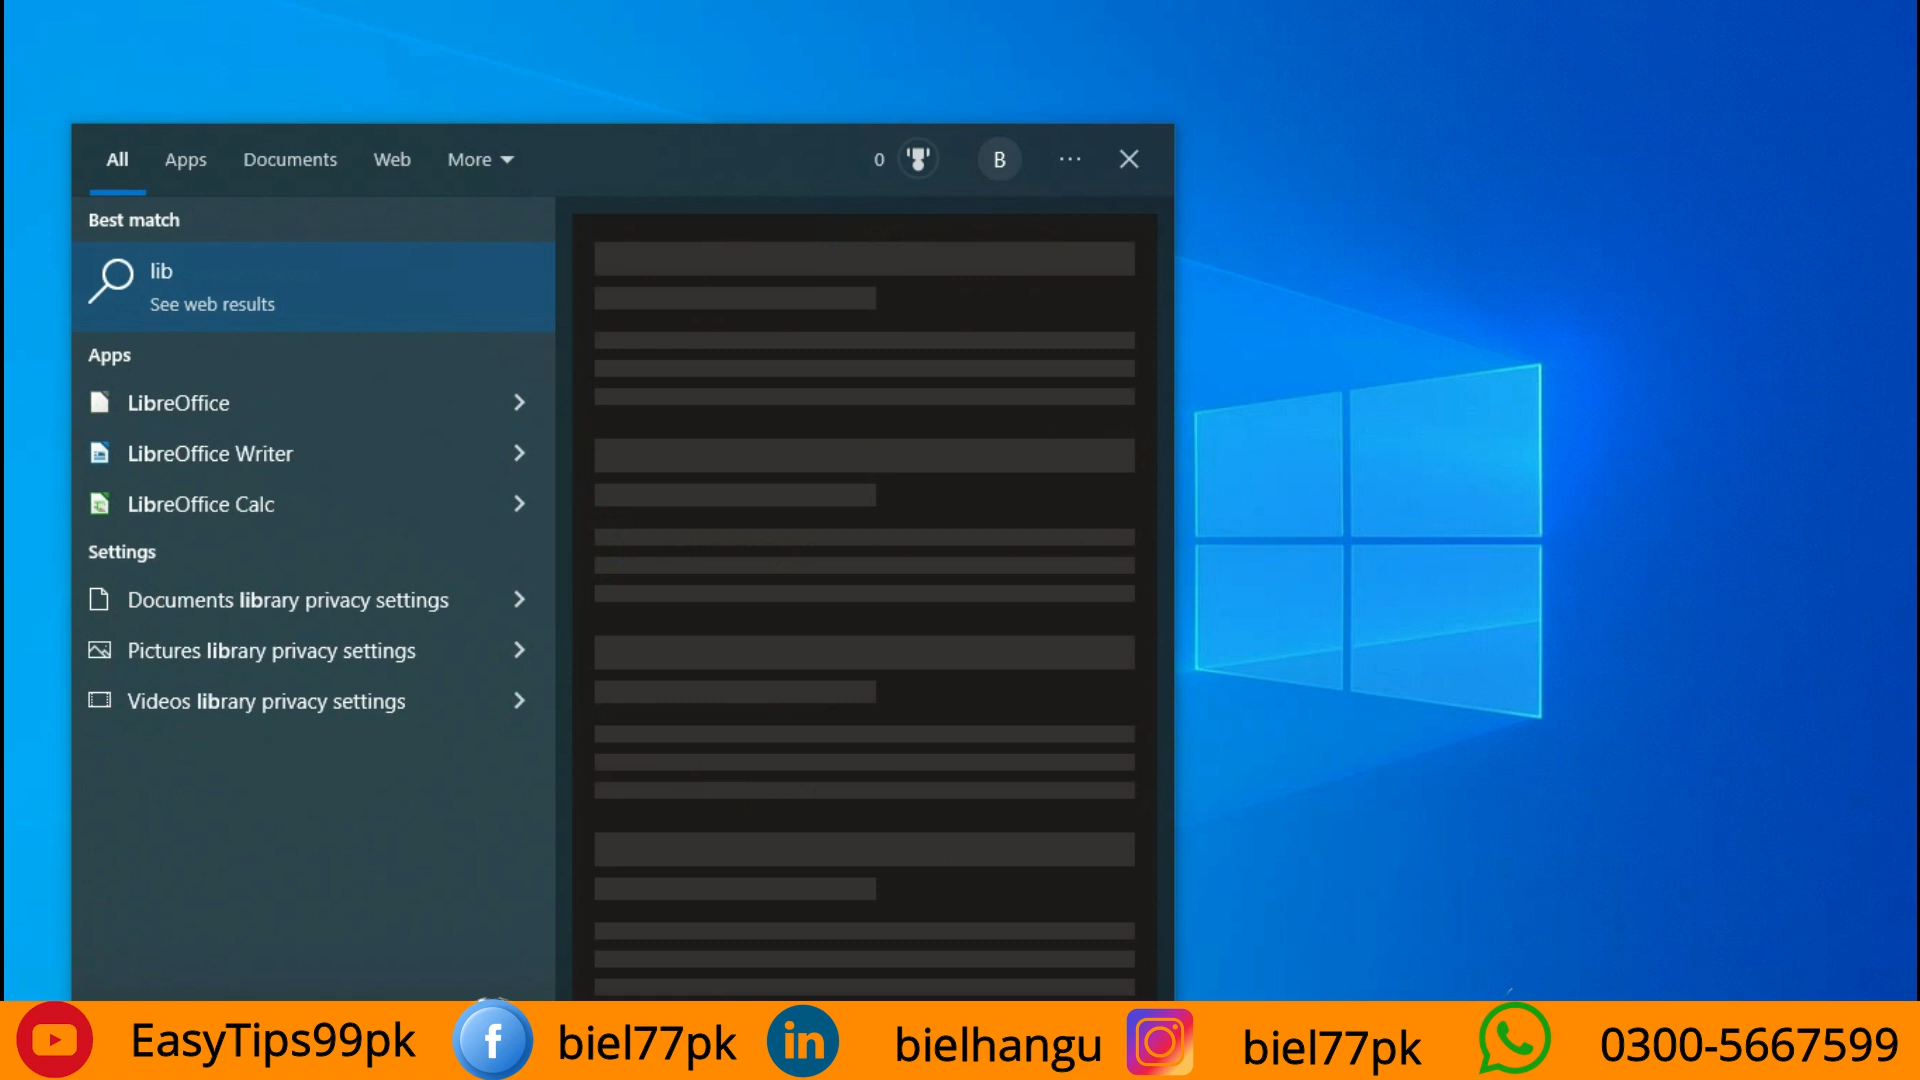 All Apps Documents Web More 0 B
Best match
lib
See web results
Apps
LibreOffice
LibreOffice Writer
LibreOffice Calc
Settings
Documents library privacy settings
Pictures library privacy settings
Videos library privacy settings
EasyTips99pk f biel77pk in bielhangu biel77pk 0300-5667599